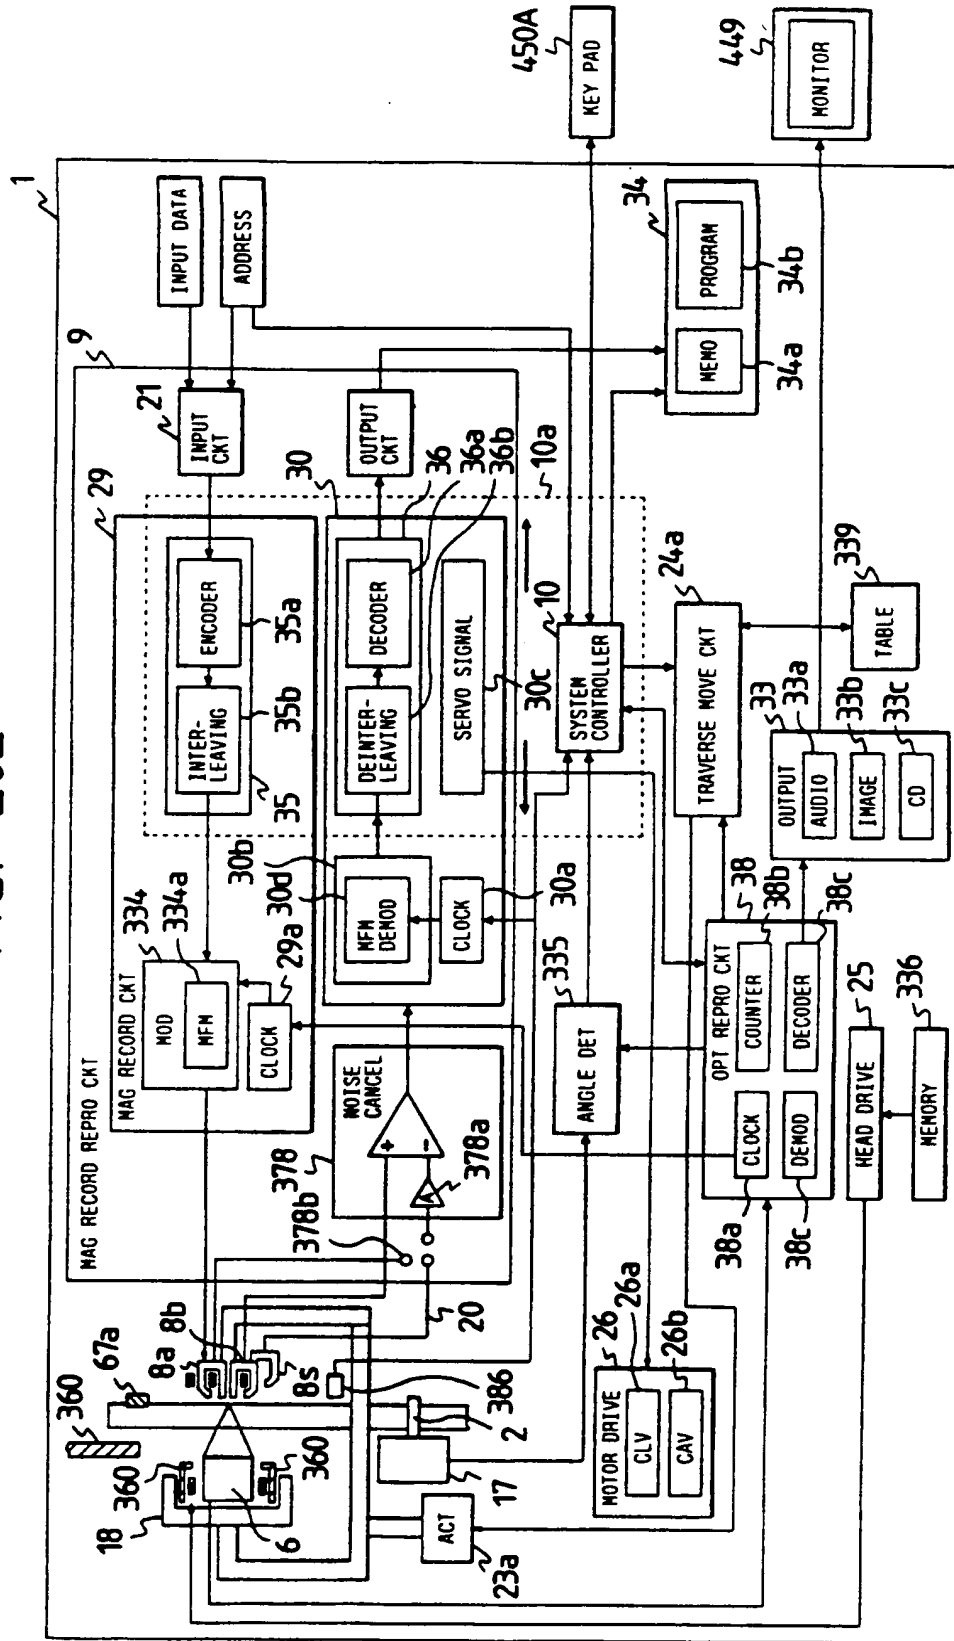 1
MAG RECORD REPRO CKT
9
MAG RECORD CKT
29
334
MOD
334a
MFM
CLOCK
29a
INTER-
LEAVING
35b
ENCODER
35a
35
INPUT
CKT
21
INPUT DATA
ADDRESS
NOISE
CANCEL
378
+
-
A
378a
378b
30
30b
30d
MFM
DEMOD
CLOCK
30a
DEINTER-
LEAVING
DECODER
36
36a
36b
SERVO SIGNAL
30c
OUTPUT
CKT
10a
10
SYSTEM
CONTROLLER
KEY PAD
450A
34
MEMO
34a
PROGRAM
34b
MONITOR
449
360
67a
360
360
18
6
8a
8b
8s
20
386
2
17
ACT
23a
MOTOR DRIVE
26
CLV
26a
CAV
26b
ANGLE DET
335
TRAVERSE MOVE CKT
24a
TABLE
339
OPT REPRO CKT
38
CLOCK
38a
COUNTER
38b
DEMOD
38c
DECODER
38c
OUTPUT
33
AUDIO
33a
IMAGE
33b
CD
33c
HEAD DRIVE
25
MEMORY
336